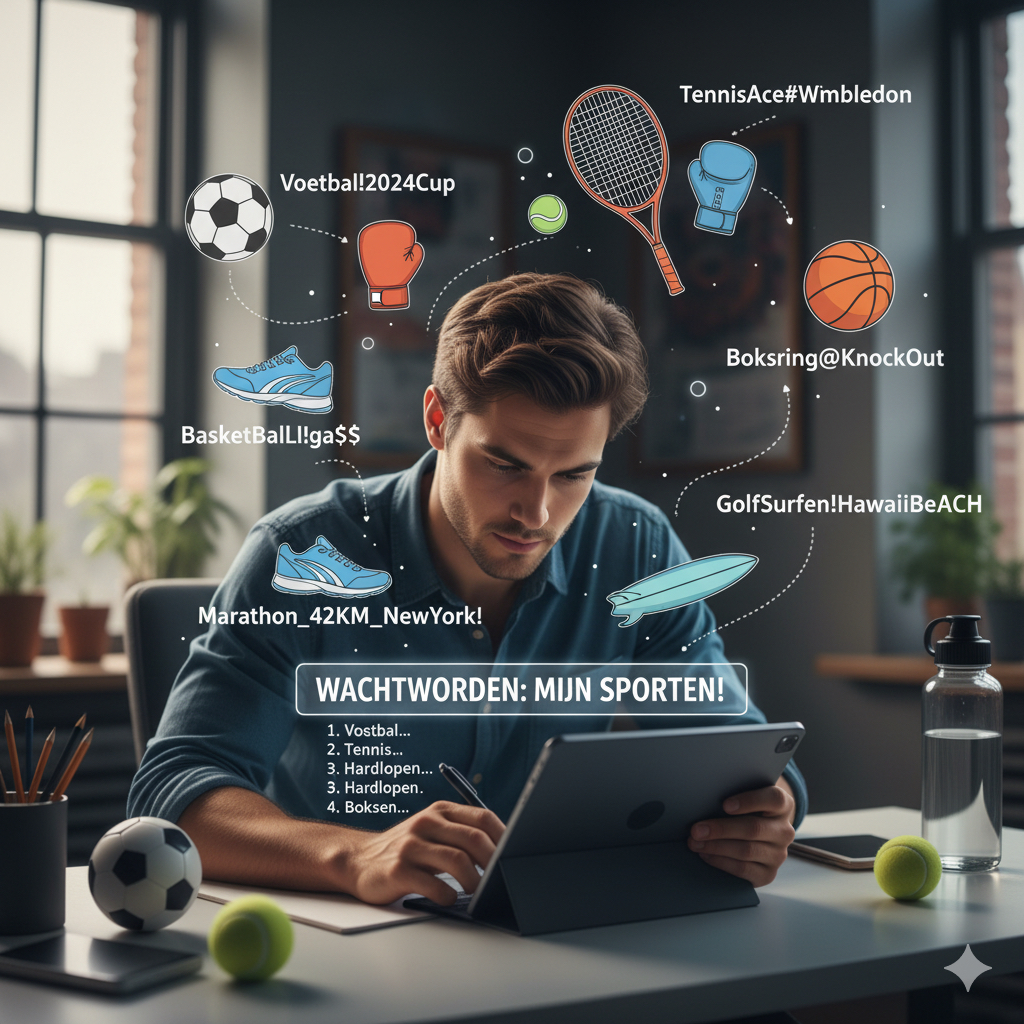 TennisAce#Wmbledon
Voetbal!2024Cup
Boksring@KnockOut
BasketBalLl!ga$$
GolfSurfen!HawaiiBeACH
Marathon_42KM_NewYork!
WACHTWORDEN: MIJN SPORTEN!
1. Vostbal...
2. Tennis...
3. Hardlopen...
3. Hardlopen.
4. Boksen...